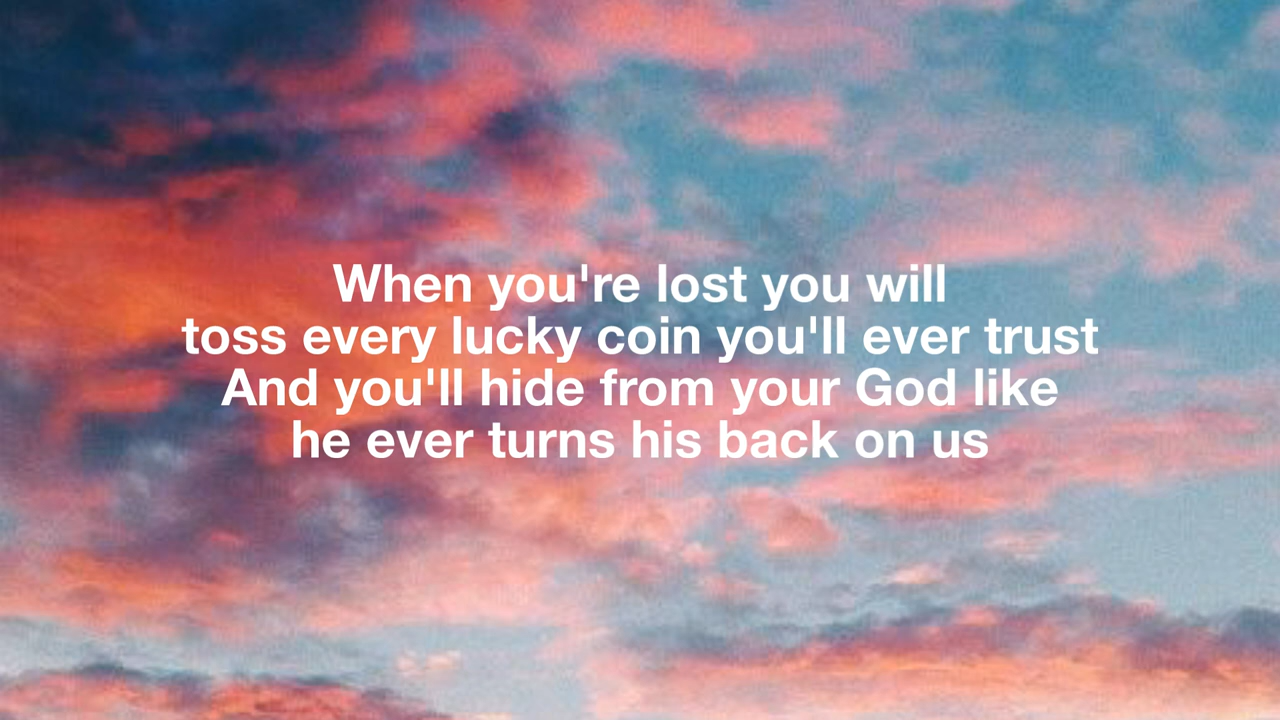 When you're lost you will
toss every lucky coin you'll ever trust
And you'll hide from your God like
he ever turns his back on us